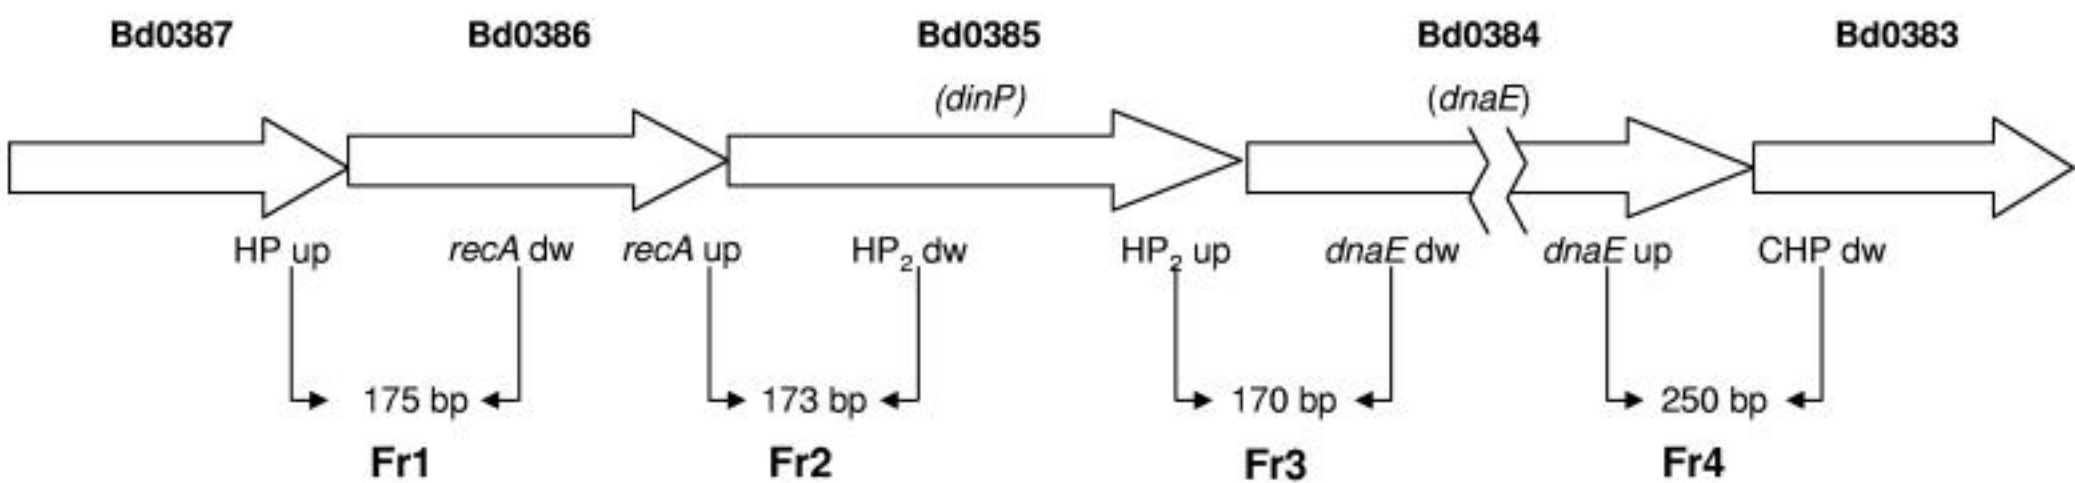 Bd0387 Bd0386 Bd0385 Bd0384 Bd0383
(dinP) (dnaE)
HP up recA dw recA up HP₂ dw HP₂ up dnaE dw dnaE up CHP dw
175 bp 173 bp 170 bp 250 bp
Fr1 Fr2 Fr3 Fr4